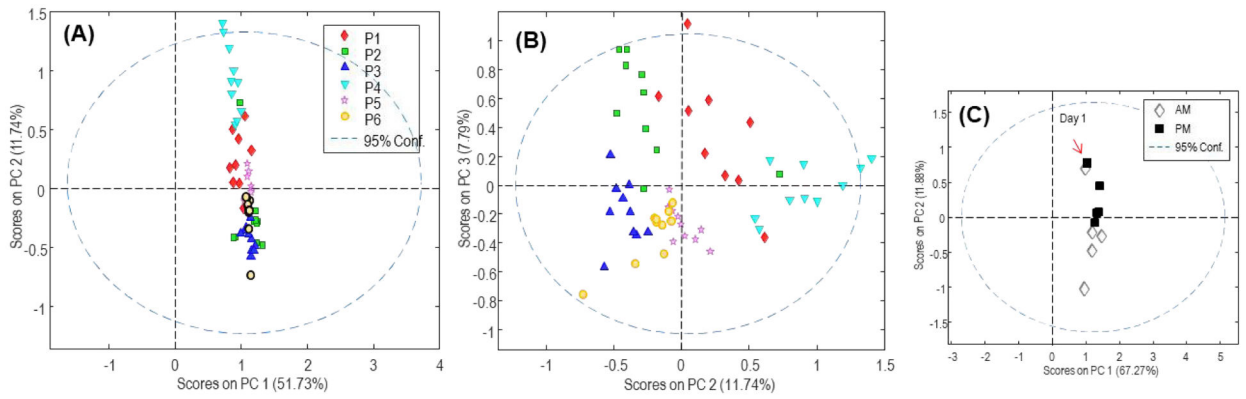 (A)
P1
P2
P3
P4
P5
P6
95% Conf.
1.5
1
0.5
0
-0.5
-1
Scores on PC 2 (11.74%)
-1
0
1
2
3
4
Scores on PC 1 (51.73%)
(B)
1
0.8
0.6
0.4
0.2
0
-0.2
-0.4
-0.6
-0.8
-1
Scores on PC 3 (7.79%)
-1
-0.5
0
0.5
1
1.5
Scores on PC 2 (11.74%)
(C)
AM
PM
95% Conf.
Day 1
1.5
1
0.5
0
-0.5
-1
-1.5
Scores on PC 2 (11.88%)
-3
-2
-1
0
1
2
3
4
5
Scores on PC 1 (67.27%)